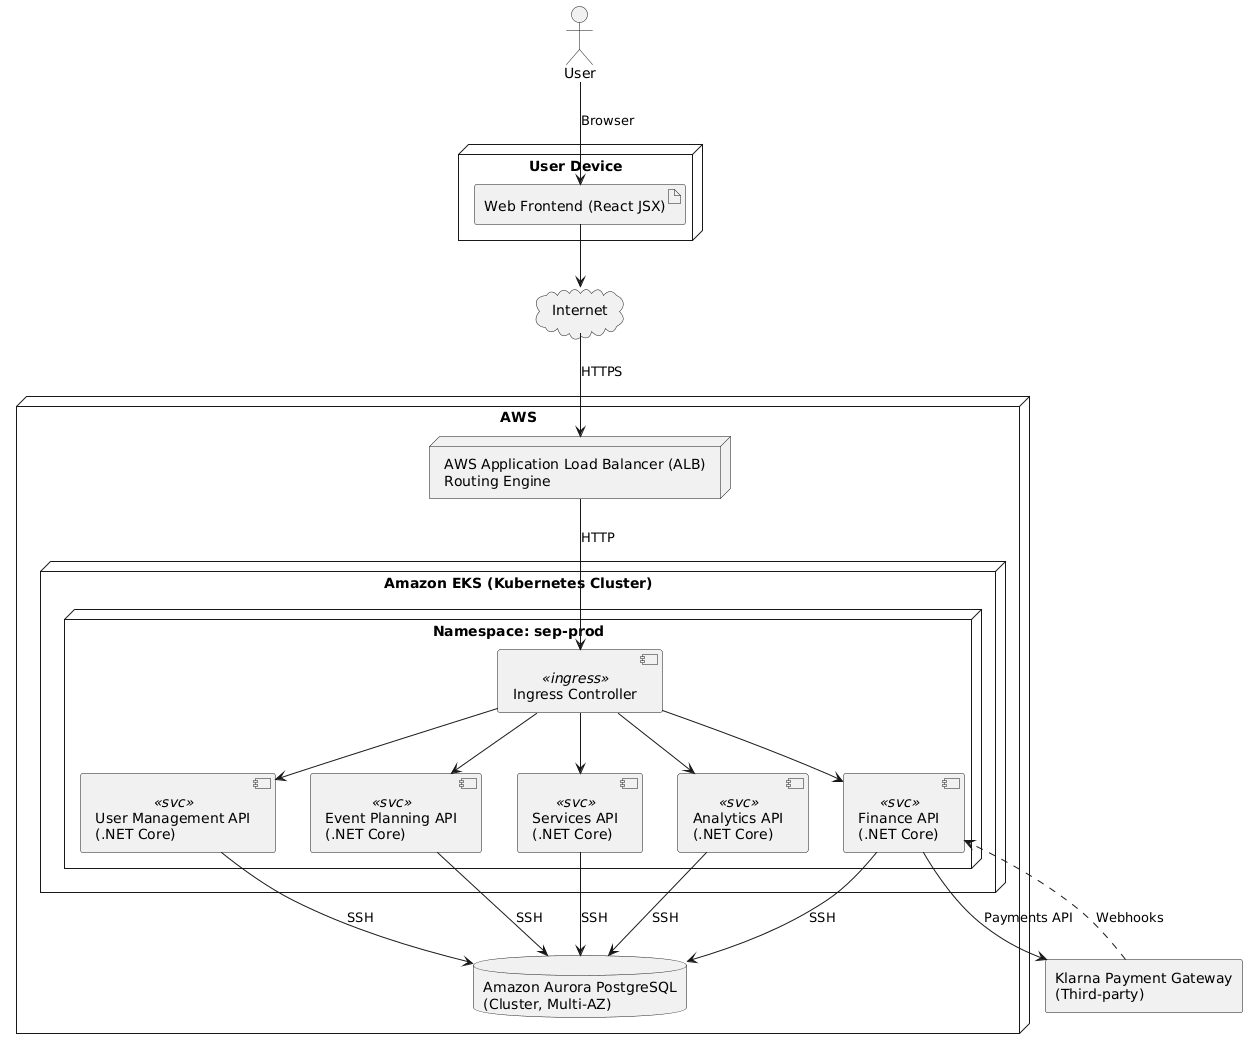 User
Browser
User Device
Web Frontend (React JSX)
Internet
HTTPS
AWS
AWS Application Load Balancer (ALB)
Routing Engine
HTTP
Amazon EKS (Kubernetes Cluster)
Namespace: sep-prod
«ingress»
Ingress Controller
«svc»
User Management API
(.NET Core)
«svc»
Event Planning API
(.NET Core)
«svc»
Services API
(.NET Core)
«svc»
Analytics API
(.NET Core)
«svc»
Finance API
(.NET Core)
SSH
SSH
SSH
SSH
SSH
Payments API
Webhooks
Amazon Aurora PostgreSQL
(Cluster, Multi-AZ)
Klarna Payment Gateway
(Third-party)